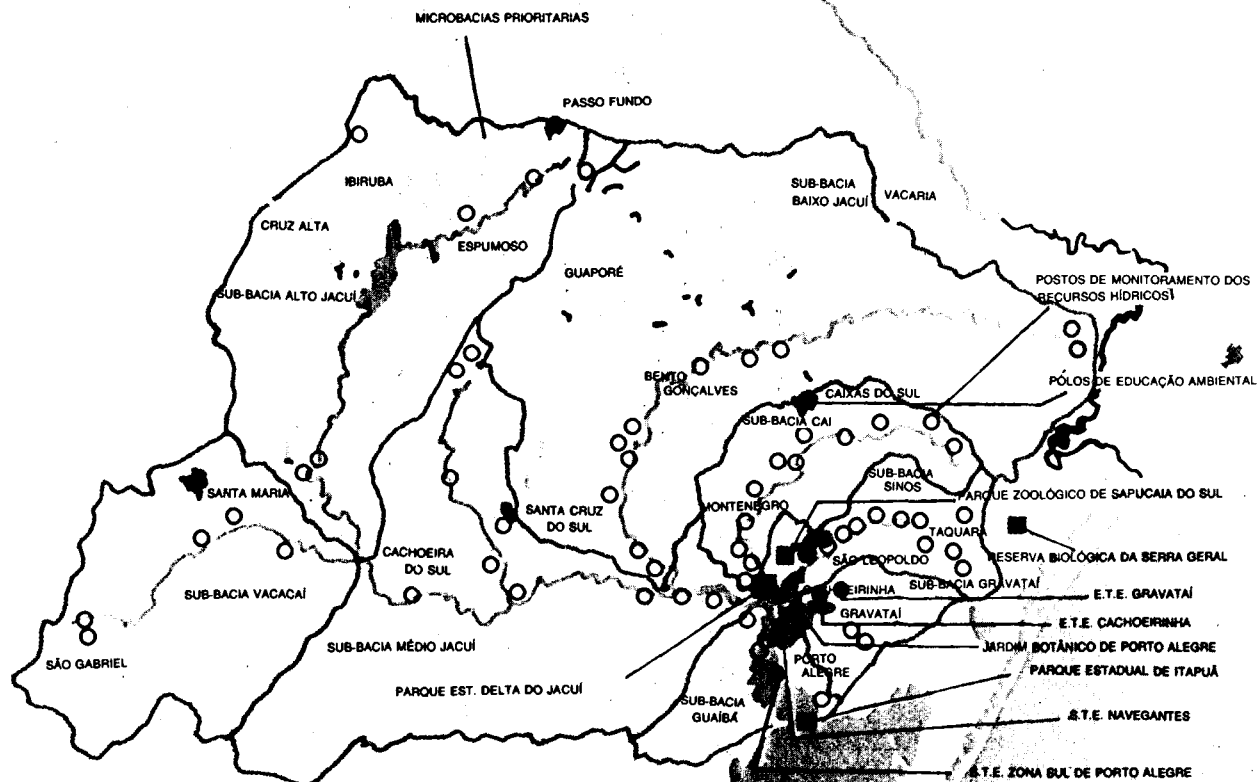 MICROBACIAS PRIORITARIAS
PASSO FUNDO
IBIRUBA
SUB-BACIA
BAIXO JACUÍ
VACARIA
CRUZ ALTA
ESPUMOSO
GUAPORÉ
SUB-BACIA ALTO JACUÍ
POSTOS DE MONITORAMENTO DOS
RECURSOS HÍDRICOS
BENTO
GONÇALVES
PÓLOS DE EDUCAÇÃO AMBIENTAL
CAIXAS DO SUL
SUB-BACIA CAI
SUB-BACIA
SINOS
SANTA MARIA
SANTA CRUZ
DO SUL
MONTENEGRO
PARQUE ZOOLÓGICO DE SAPUCAIA DO SUL
TAQUARA
CACHOEIRA
DO SUL
SÃO LEOPOLDO
RESERVA BIOLÓGICA DA SERRA GERAL
SUB-BACIA GRAVATAÍ
SUB-BACIA VACACAÍ
E.T.E. GRAVATAÍ
GRAVATAÍ
E.T.E. CACHOEIRINHA
SUB-BACIA MÉDIO JACUÍ
JARDIM BOTÂNICO DE PORTO ALEGRE
SÃO GABRIEL
PORTO
ALEGRE
PARQUE ESTADUAL DE ITAPUÃ
PARQUE EST. DELTA DO JACUÍ
SUB-BACIA
GUAÍBA
NAVEGANTES
ZONA SUL DE PORTO ALEGRE